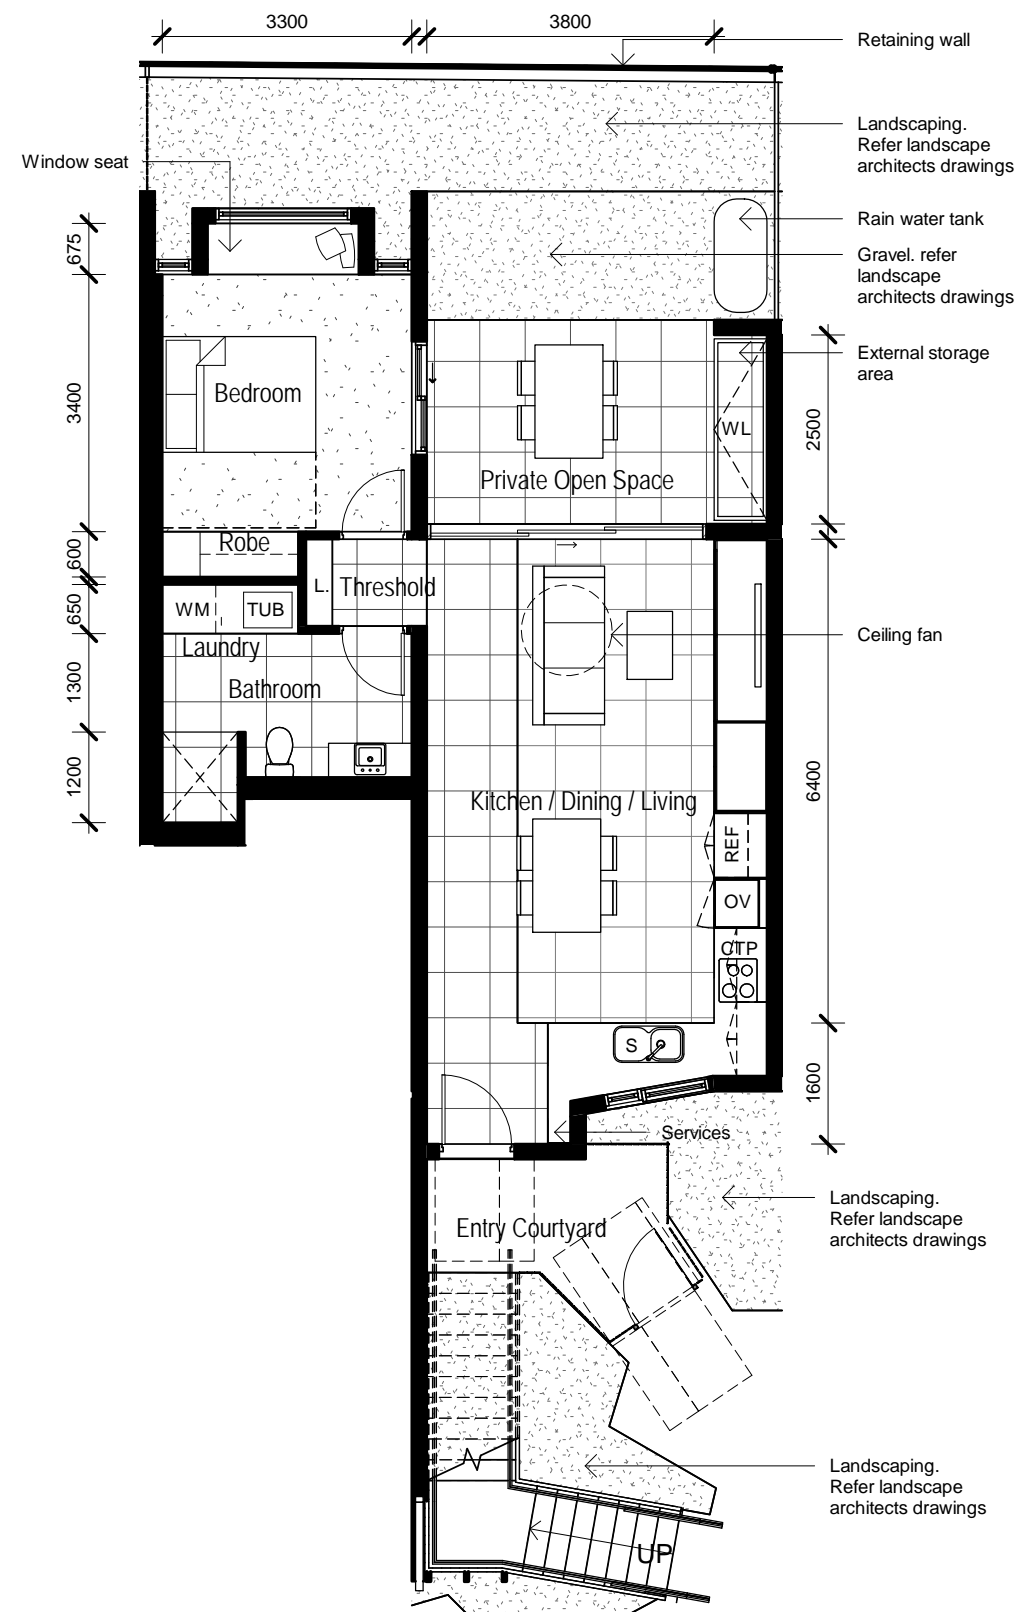 3300
3800
Retaining wall
Landscaping.
Refer landscape
architects drawings
Window seat
Rain water tank
675
Gravel. refer
landscape
architects drawings
External storage
area
3400
Bedroom
2500
WL
Private Open Space
600
Robe
L.
Threshold
650
WM
TUB
Ceiling fan
Laundry
1300
Bathroom
1200
6400
Kitchen / Dining / Living
REF
OV
CTP
S
1600
Services
Landscaping.
Refer landscape
architects drawings
Entry Courtyard
Landscaping.
Refer landscape
architects drawings
UP